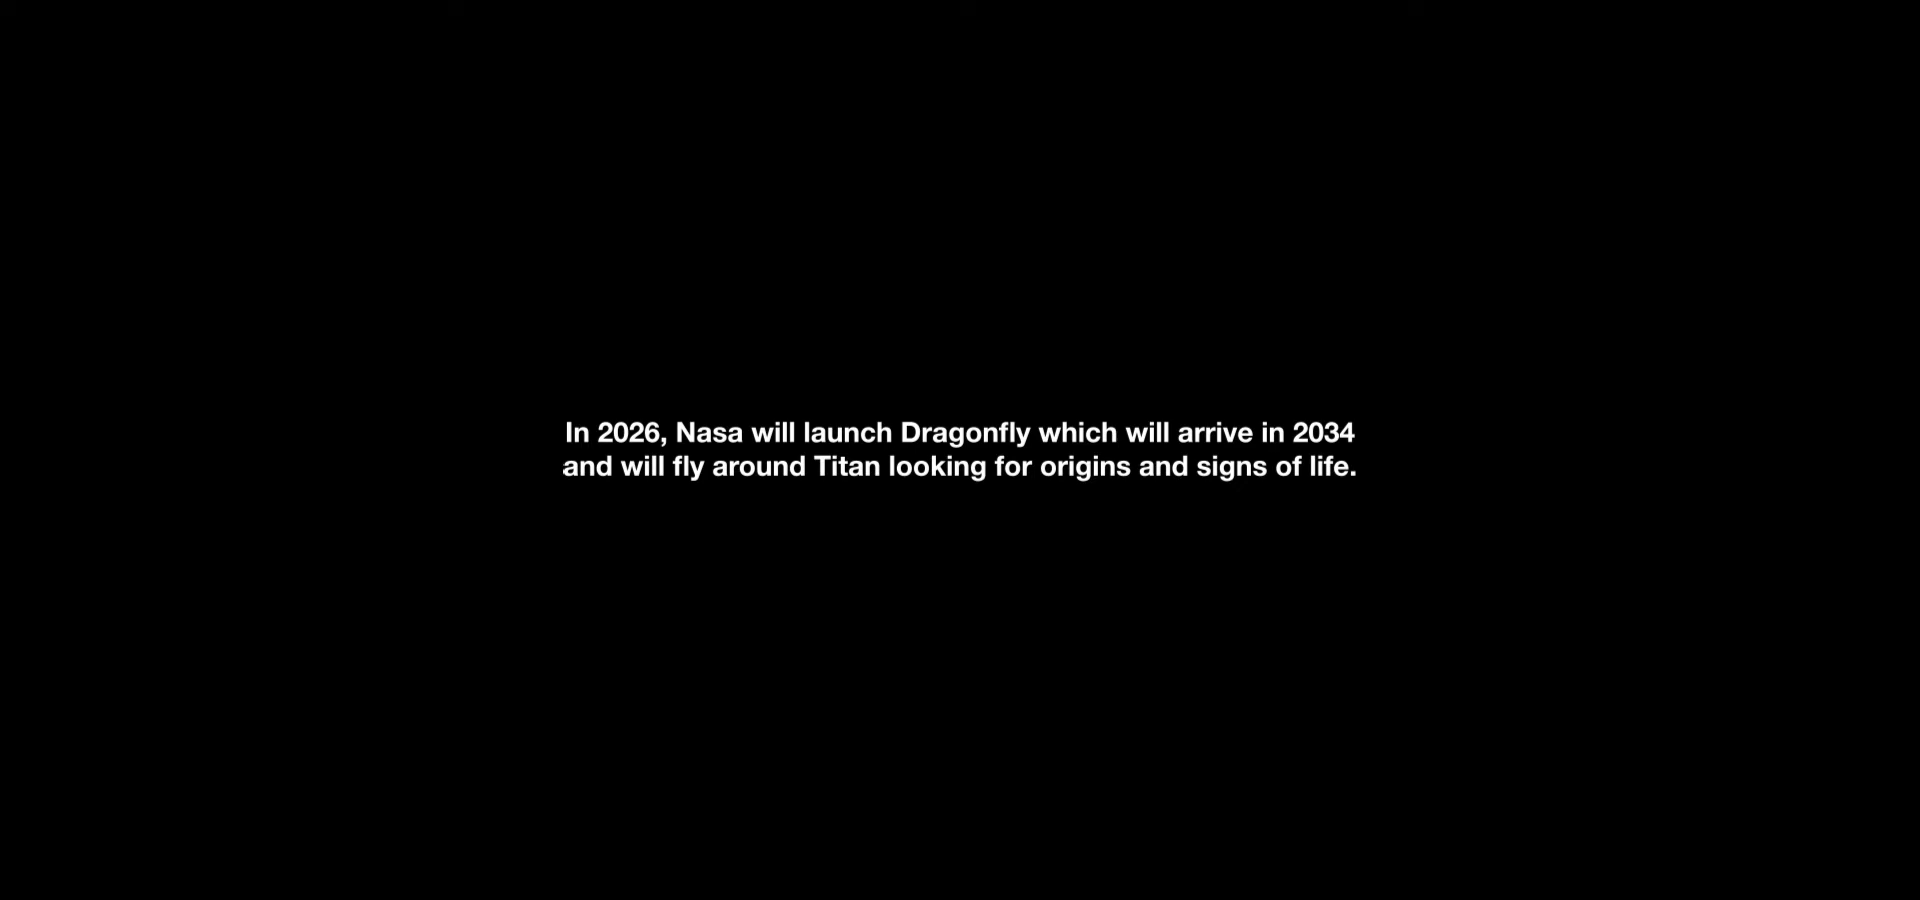 In 2026, Nasa will launch Dragonfly which will arrive in 2034
and will fly around Titan looking for origins and signs of life.